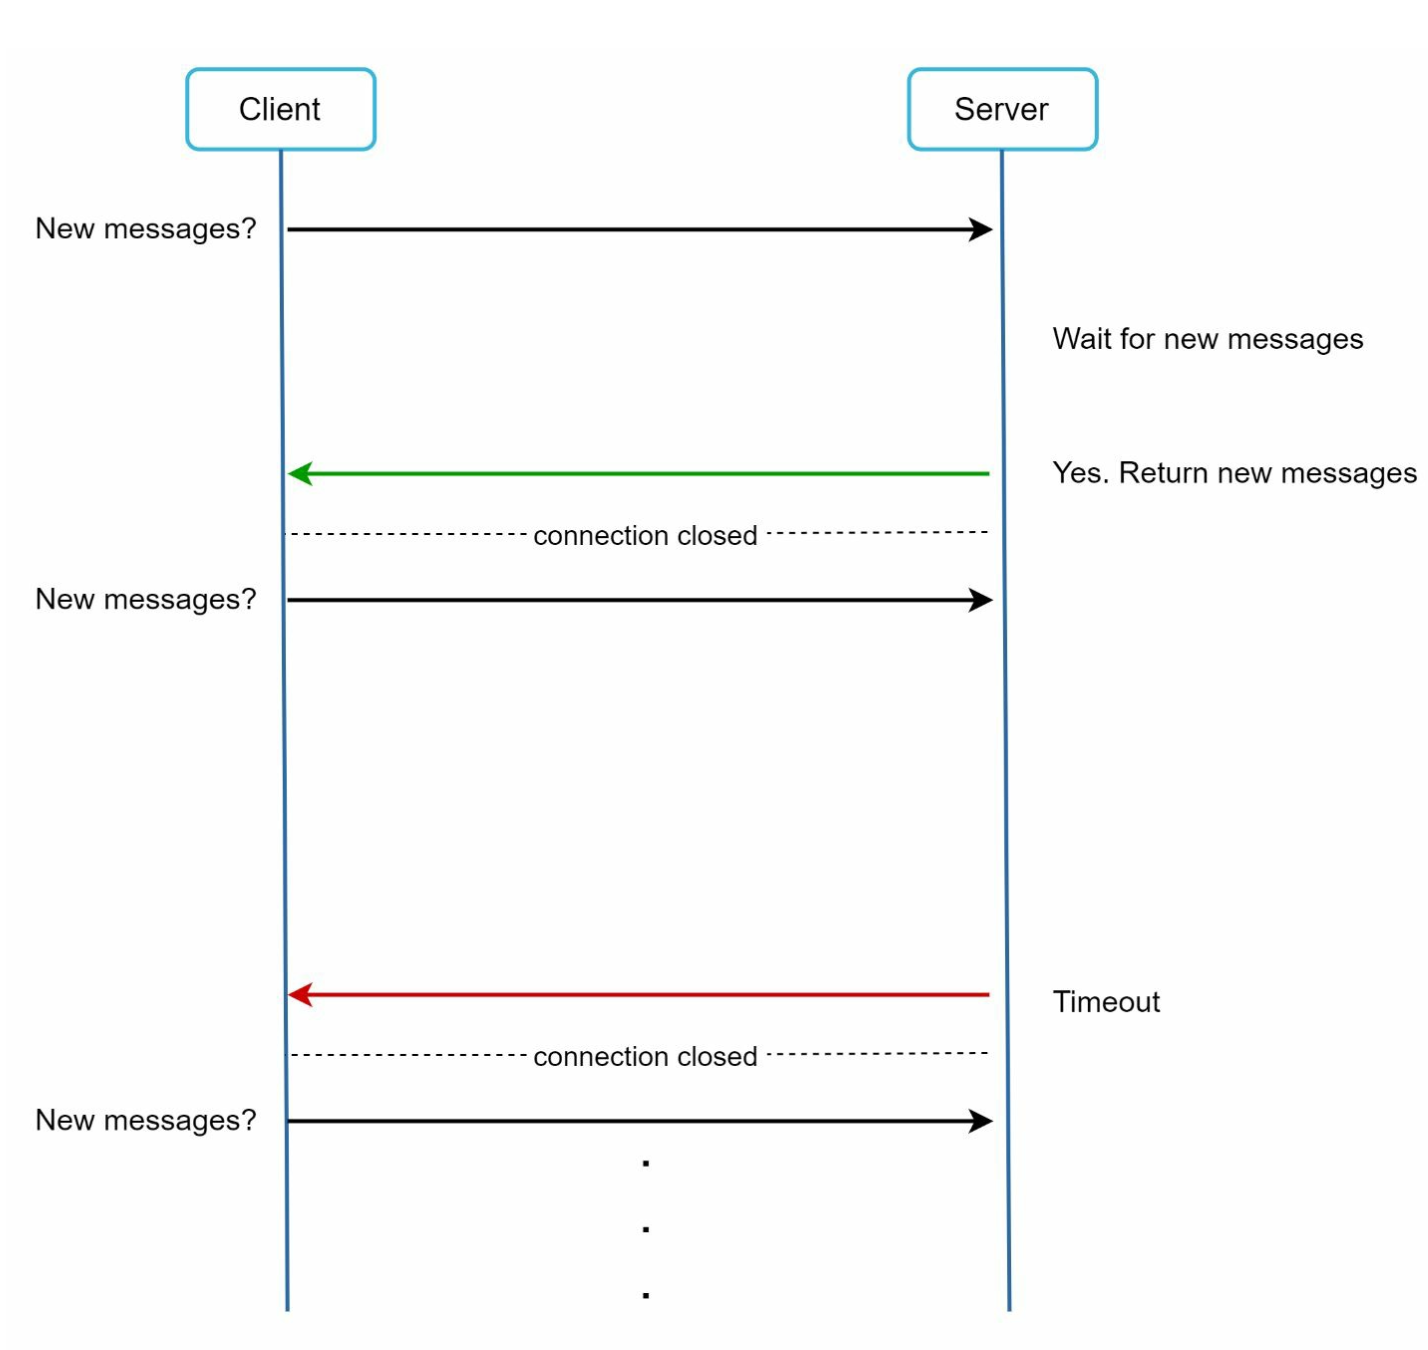 Client
Server
New messages?
Wait for new messages
Yes. Return new messages
connection closed
New messages?
Timeout
connection closed
New messages?